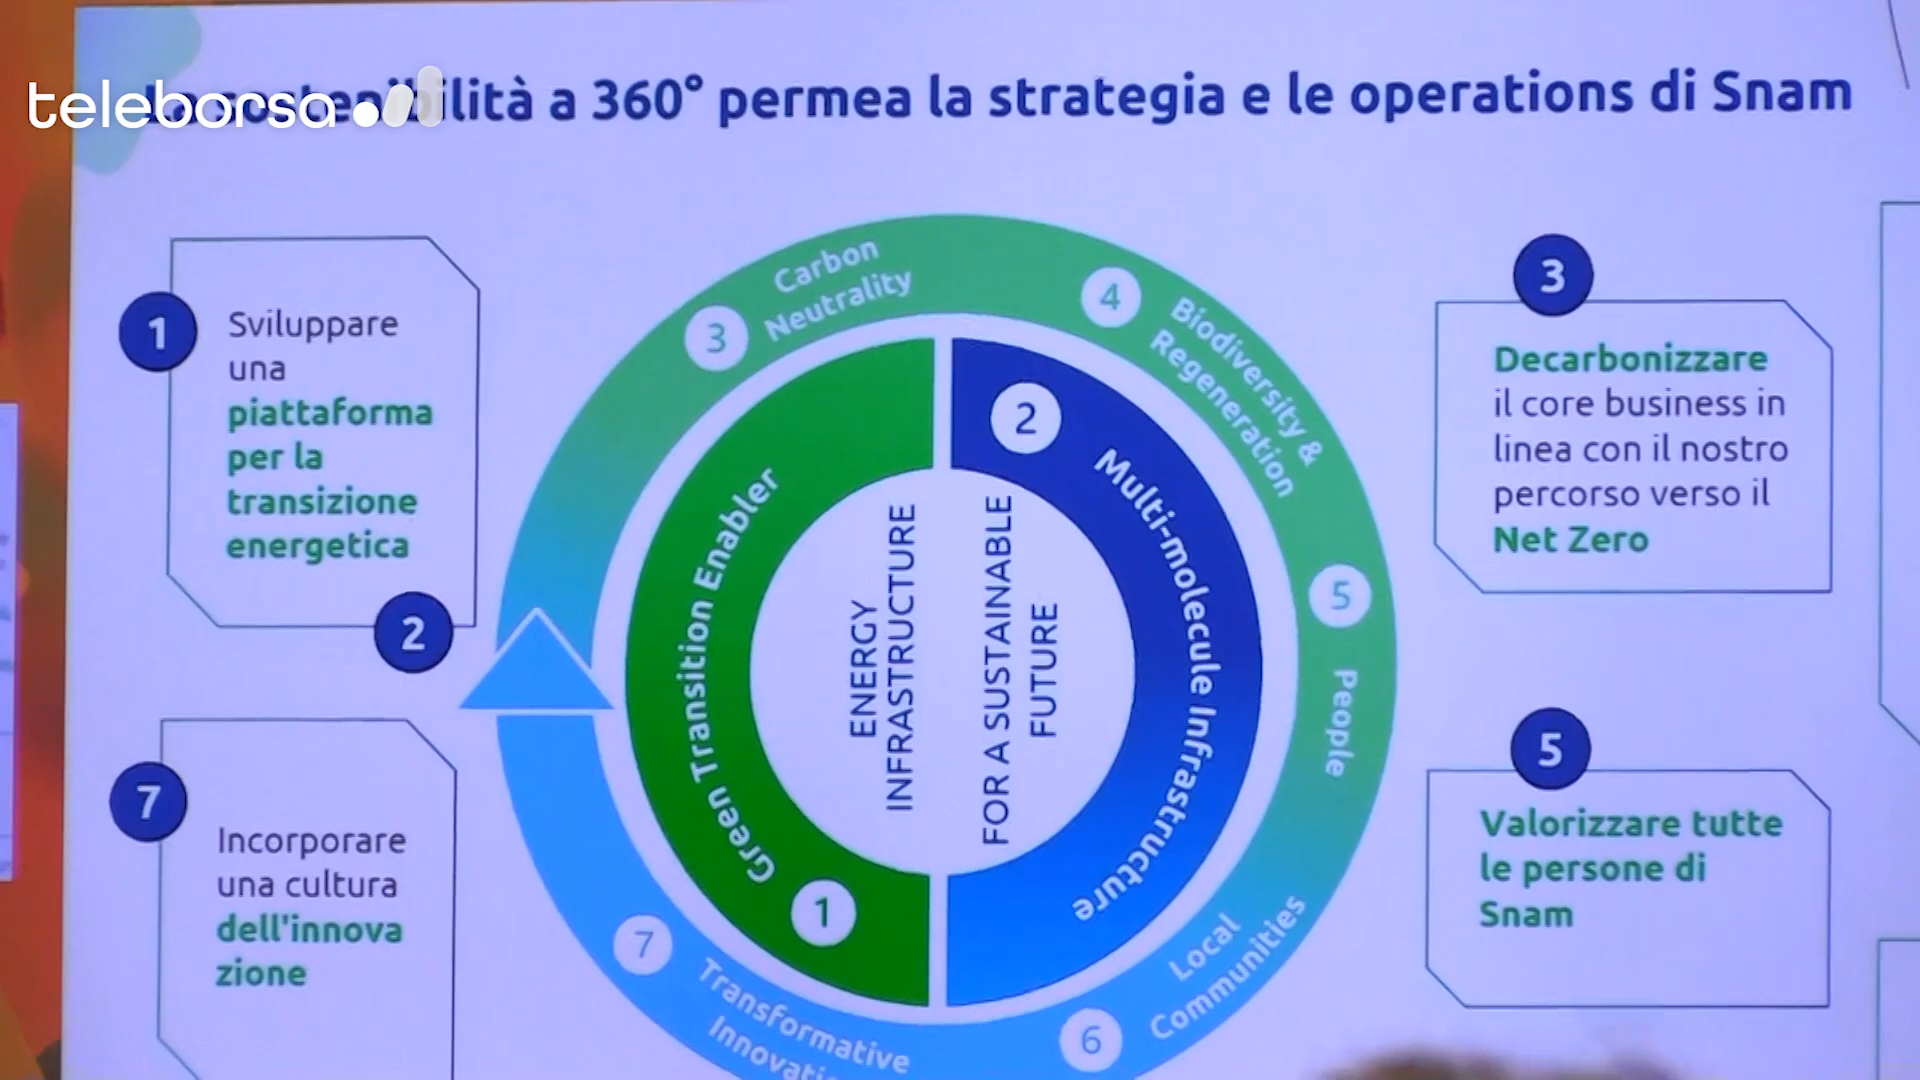 teleborsa
La sostenibilità a 360° permea la strategia e le operations di Snam
1
Sviluppare
una
piattaforma
per la
transizione
energetica
2
7
Incorporare
una cultura
dell'innova
zione
3
Carbon
Neutrality
4
Biodiversity &
Regeneration
5
People
6
Local
Communities
7
Transformative
1
Green Transition Enabler
2
Multi-molecule Infrastructure
ENERGY
INFRASTRUCTURE
FOR A SUSTAINABLE
FUTURE
3
Decarbonizzare
il core business in
linea con il nostro
percorso verso il
Net Zero
5
Valorizzare tutte
le persone di
Snam